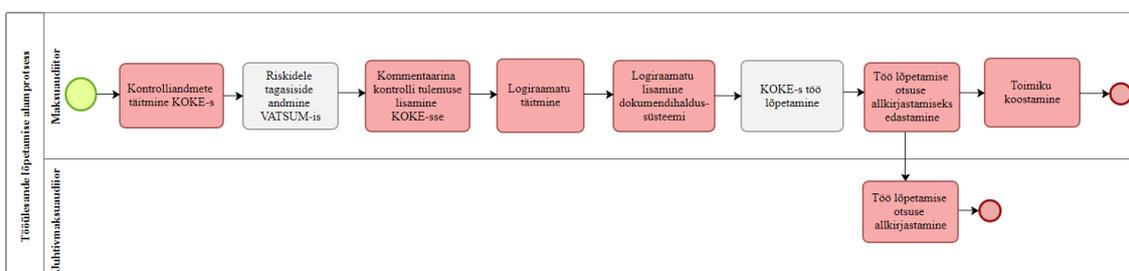 Tööülesande lõpetamise alamprotsess
Maksuaudiitor
Kontrolliandmete
täitmine KOKE-s
Riskidele
tagasiside
andmine
VATSUM-is
Kommentaarina
kontrolli tulemuse
lisamine
KOKE-sse
Logiraamatu
täitmine
Logiraamatu
lisamine
dokumendihaldus-
süsteemi
KOKE-s töö
lõpetamine
Töö lõpetamise
otsuse
allkirjastamiseks
edastamine
Toimiku
koostamine
Juhtivmaksuaudiior
Töö lõpetamise
otsuse
allkirjastamine